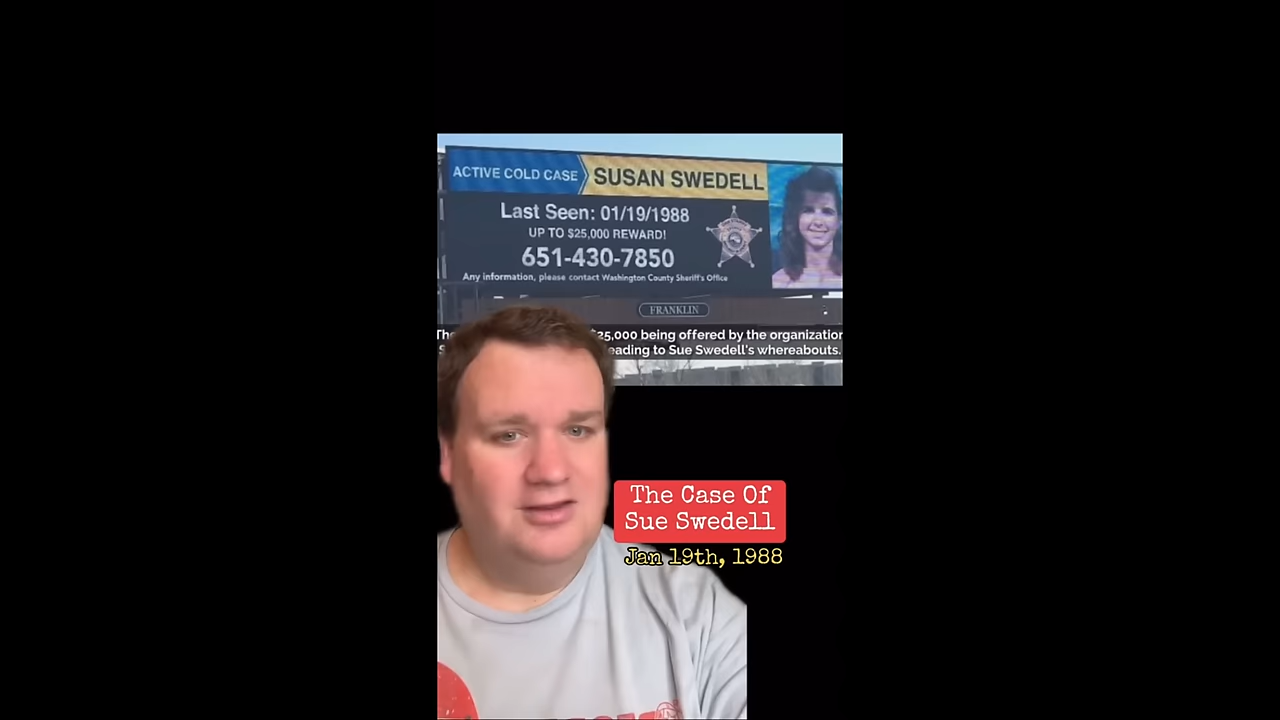 ACTIVE COLD CASE
SUSAN SWEDELL
Last Seen: 01/19/1988
UP TO $25,000 REWARD!
651-430-7850
Any information, please contact Washington County Sheriff's Office
FRANKLIN
25,000 being offered by the organization
eading to Sue Swedell's whereabouts.
The Case Of
Sue Swedell
Jan 19th, 1988